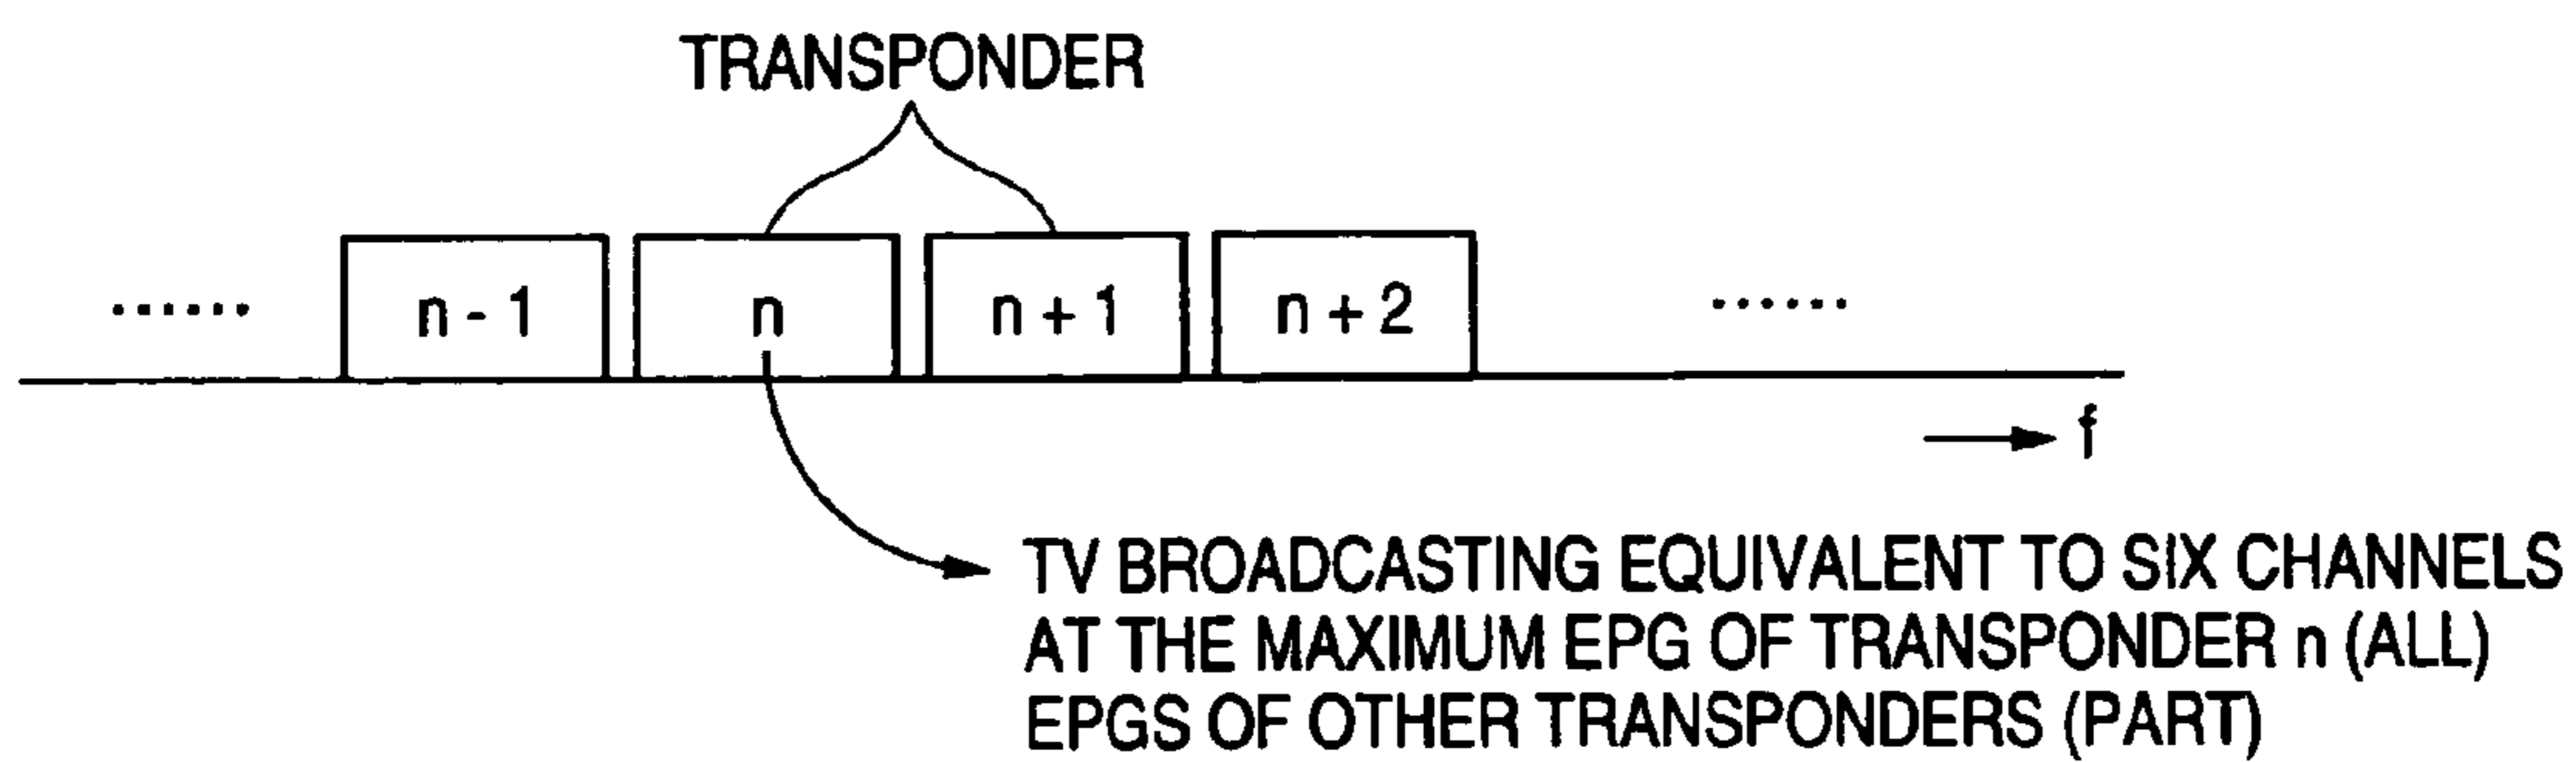 TRANSPONDER
...... n - 1 n n + 1 n + 2 ......
f
TV BROADCASTING EQUIVALENT TO SIX CHANNELS
AT THE MAXIMUM EPG OF TRANSPONDER n (ALL)
EPGS OF OTHER TRANSPONDERS (PART)